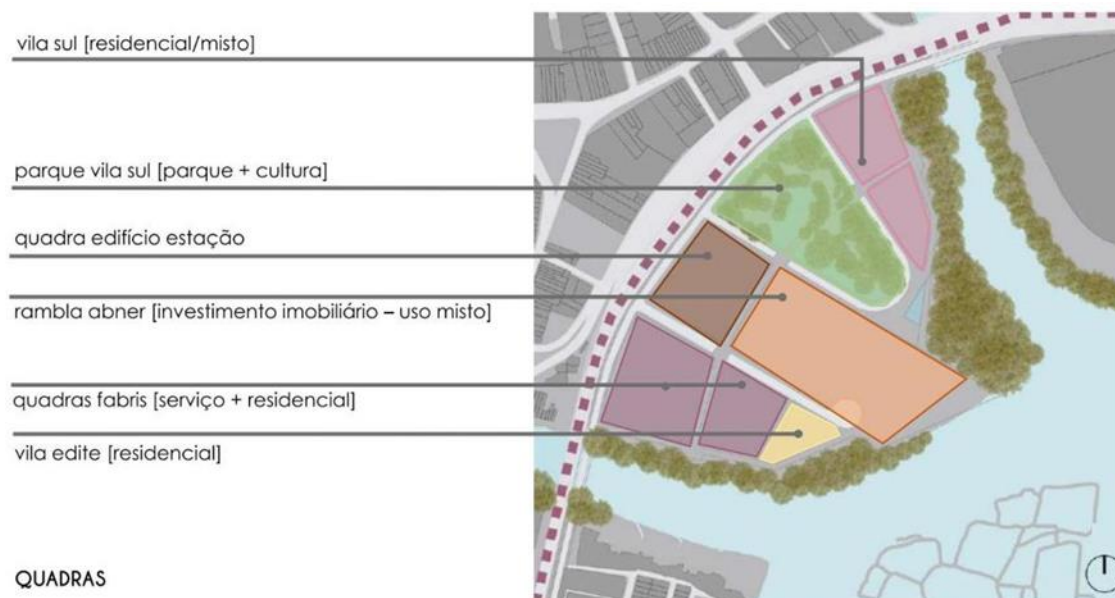 vila sul [residencial/misto]
parque vila sul [parque + cultura]
quadra edifício estação
rambla abner [investimento imobiliário – uso misto]
quadras fabris [serviço + residencial]
vila edite [residencial]
QUADRAS